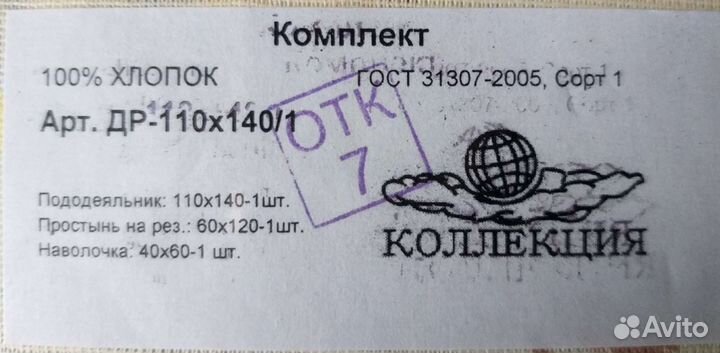 Комплект
100% ХЛОПОК ГОСТ 31307-2005, Сорт 1
Арт. ДР-110х140/1
ОТК
7
Пододеяльник: 110х140-1шт.
Простынь на рез.: 60х120-1шт.
Наволочка: 40х60-1 шт.
КОЛЛЕКЦИЯ
Avito